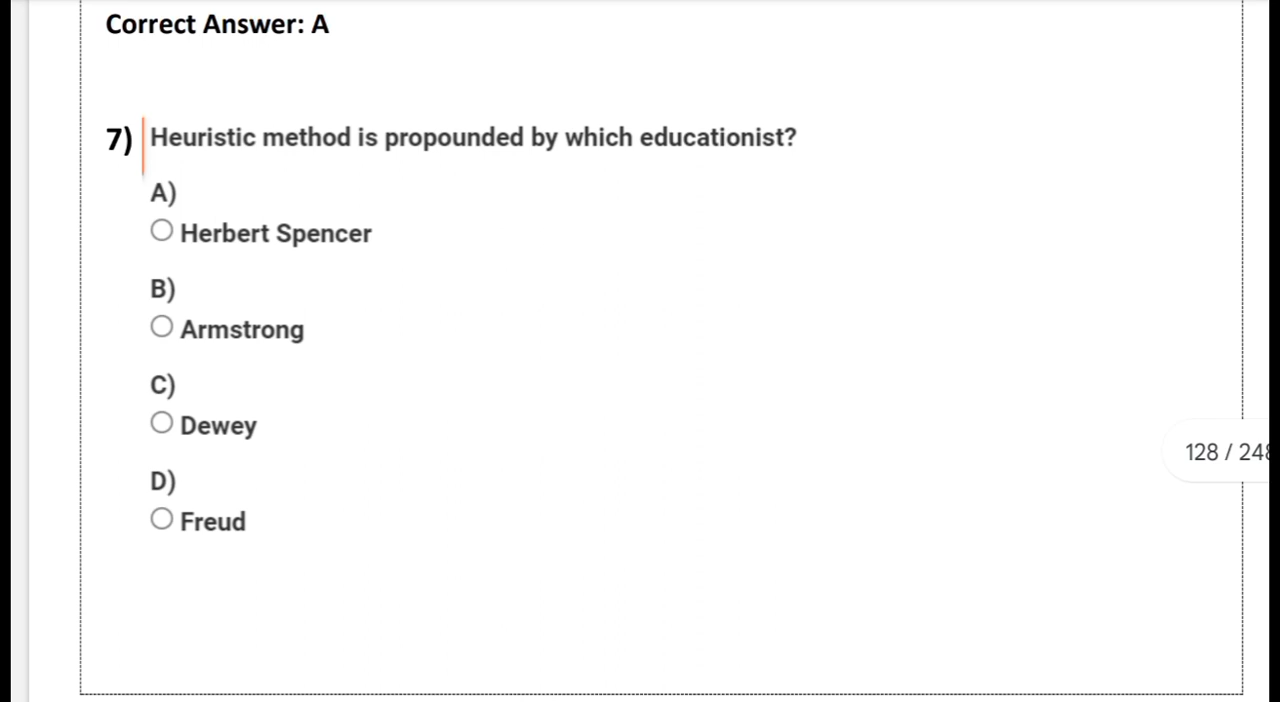 Correct Answer: A
7) Heuristic method is propounded by which educationist?
A)
Herbert Spencer
B)
Armstrong
C)
Dewey
128 / 248
D)
Freud